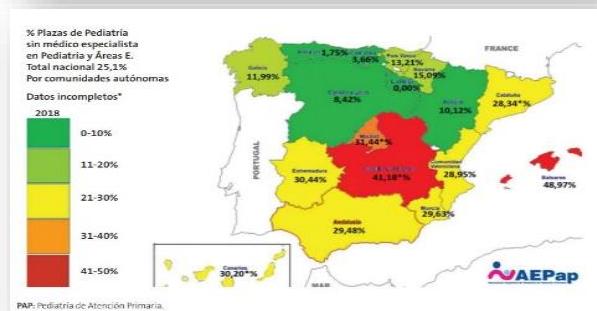 % Plazas de Pediatría
sin médico especialista
en Pediatría y Áreas E.
Total nacional 25,1%
Por comunidades autónomas
Datos incompletos*
2018
0-10%
11-20%
21-30%
31-40%
41-50%
FRANCE
PORTUGAL
Galicia
11,99%
1,75%
3,66%
País Vasco
13,21%
Navarra
15,09%
0,00%
8,42%
10,12%
Cataluña
28,34*%
Madrid
31,44*%
Extremadura
30,44%
41,18*%
Comunidad
Valenciana
28,95%
Baleares
48,97%
Murcia
29,63%
Andalucía
29,48%
Canarias
30,20*%
AEPap
PAP: Pediatría de Atención Primaria.